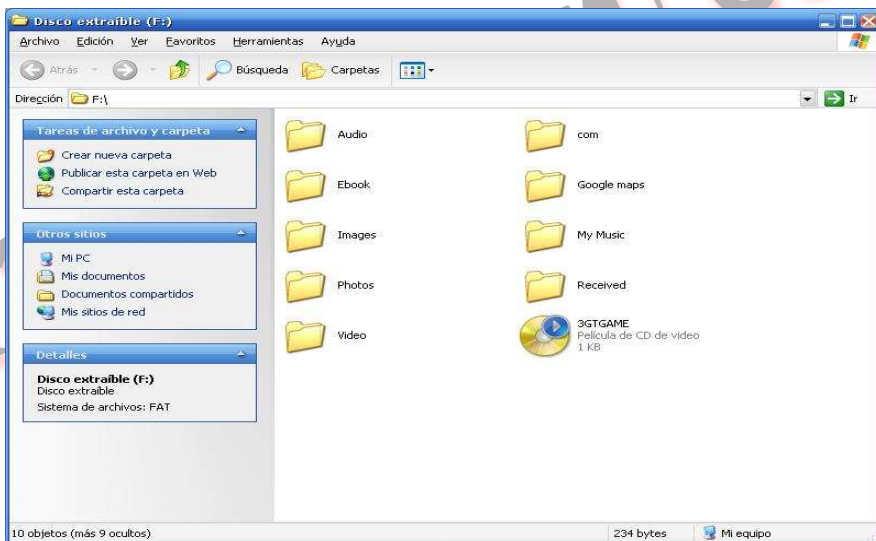 Disco extraíble (F:)
Archivo Edición Ver Favoritos Herramientas Ayuda
Atrás Búsqueda Carpetas
Dirección F:\ Ir
Tareas de archivo y carpeta
Crear nueva carpeta
Publicar esta carpeta en Web
Compartir esta carpeta
Otros sitios
Mi PC
Mis documentos
Documentos compartidos
Mis sitios de red
Detalles
Disco extraíble (F:)
Disco extraíble
Sistema de archivos: FAT
Audio
com
Ebook
Google maps
Images
My Music
Photos
Received
Video
3GTGAME
Película de CD de video
1 KB
10 objetos (más 9 ocultos)
234 bytes
Mi equipo